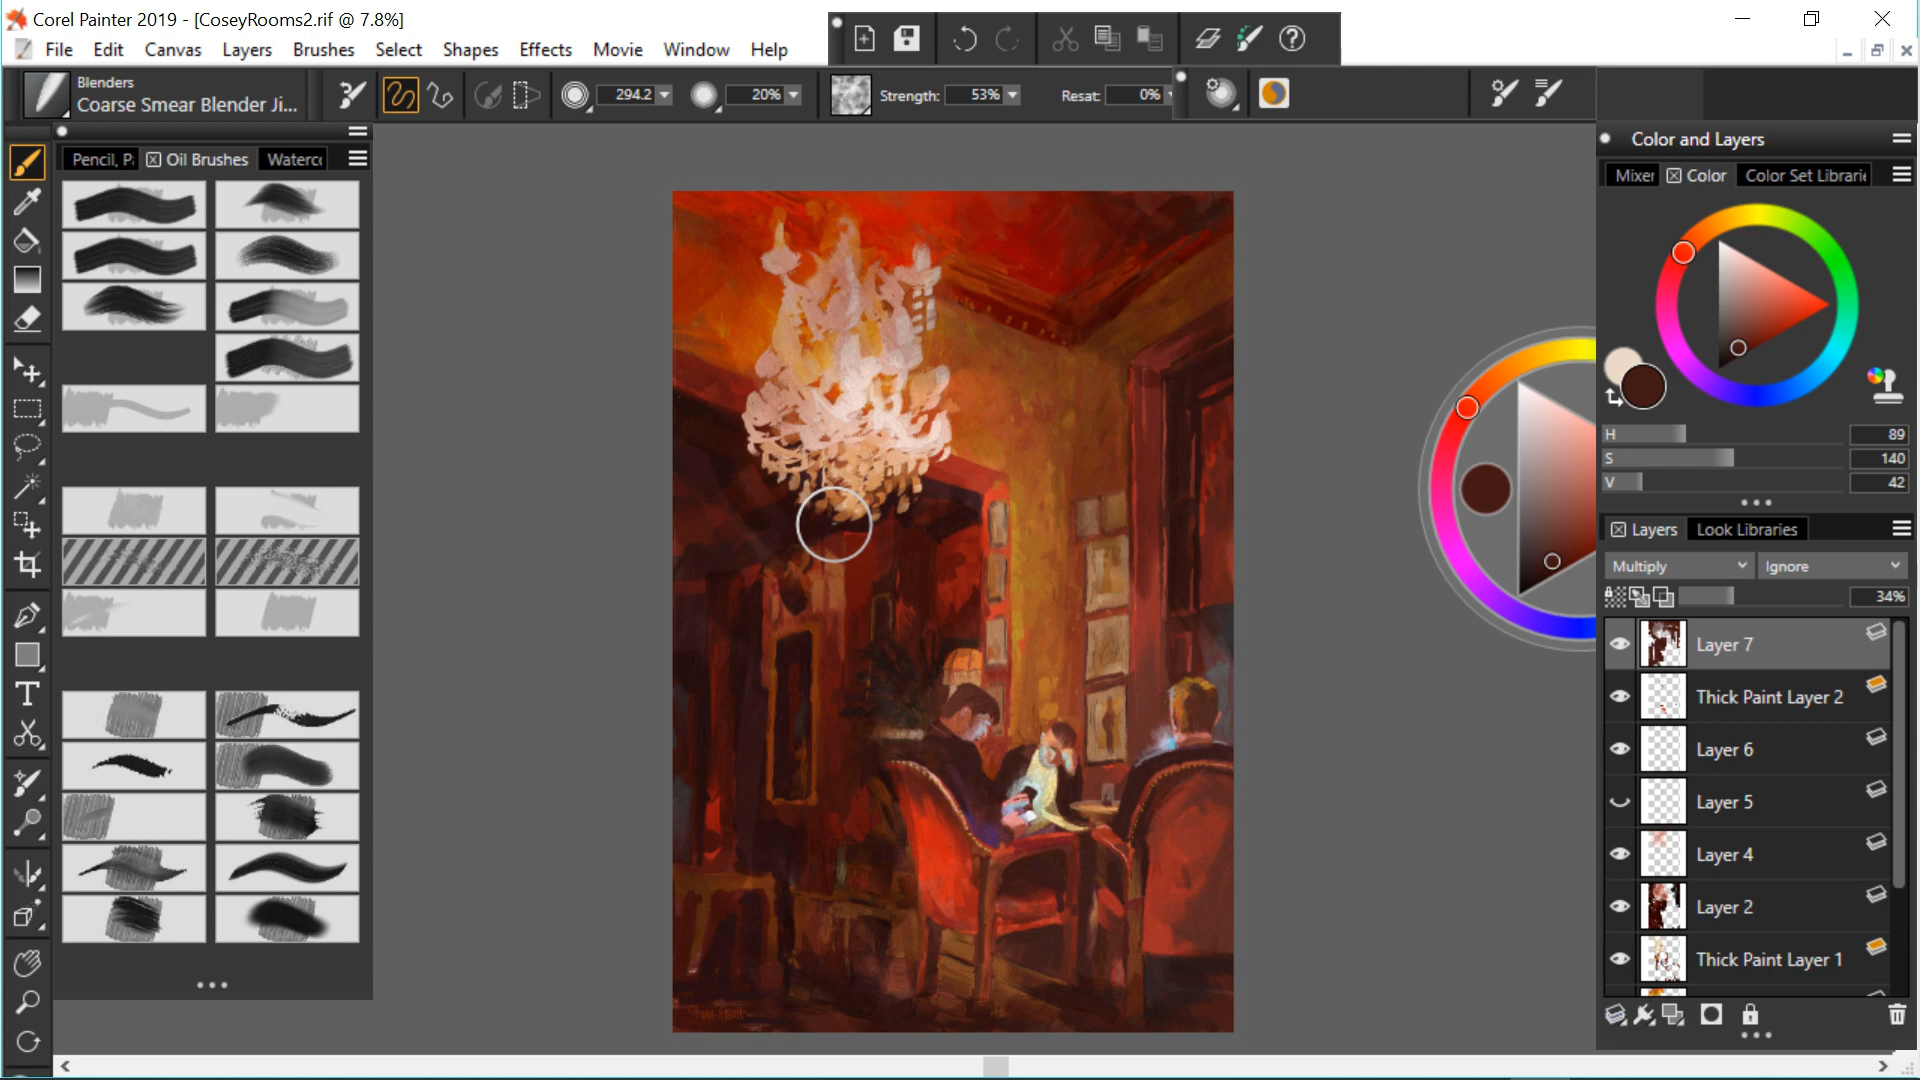 Corel Painter 2019 - [CoseyRooms2.rif @ 7.8%]
File Edit Canvas Layers Brushes Select Shapes Effects Movie Window Help
Blenders
Coarse Smear Blender Ji...
294.2
20%
Strength: 53%
Resat: 0%
Pencil, P
Oil Brushes
Waterc
Color and Layers
Mixer
Color
Color Set Librari
H 89
S 140
V 42
Layers
Look Libraries
Multiply
Ignore
34%
Layer 7
Thick Paint Layer 2
Layer 6
Layer 5
Layer 4
Layer 2
Thick Paint Layer 1